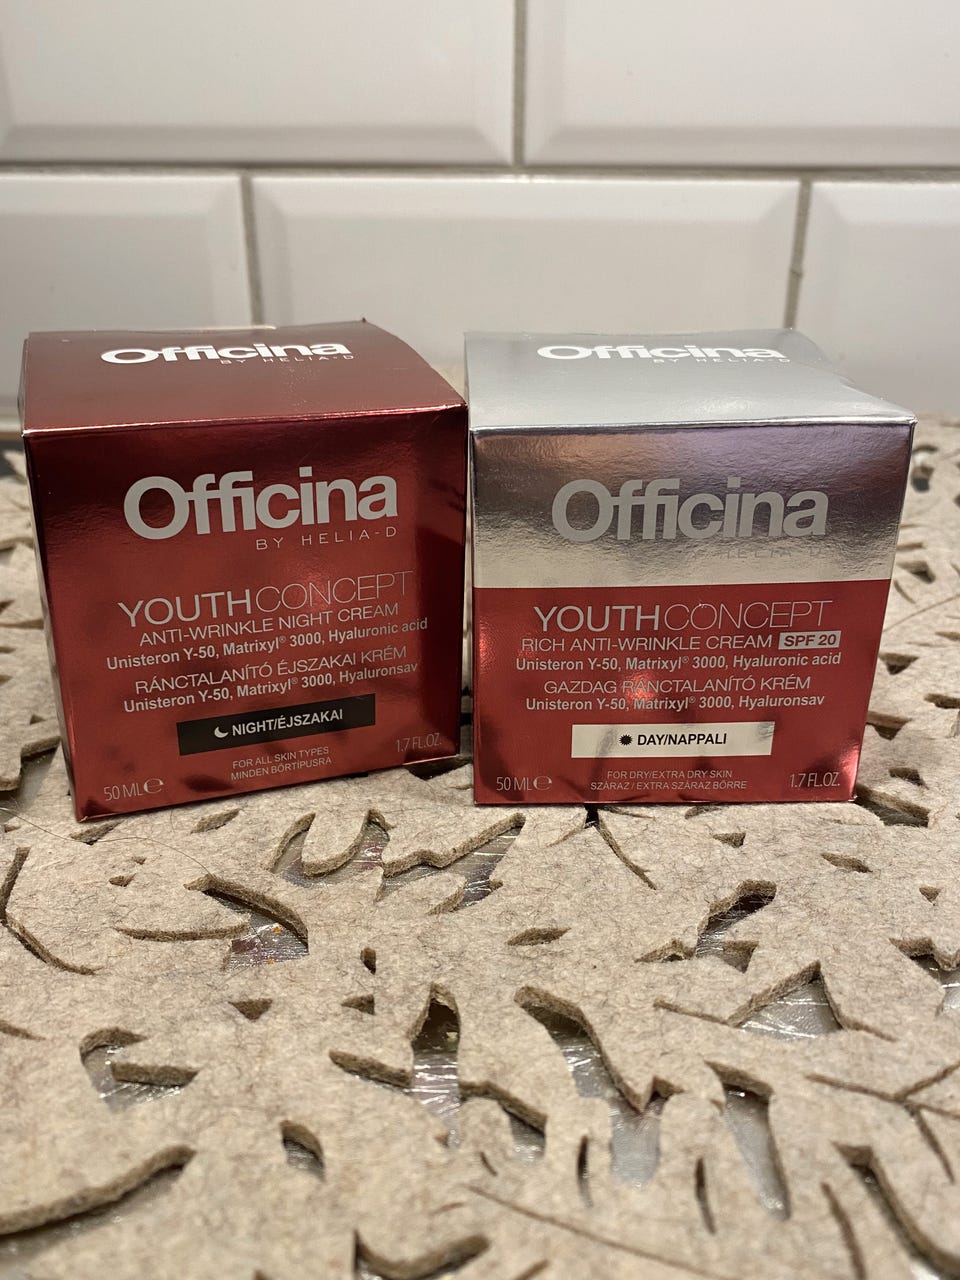 Officina
BY HELIA-D
Officina
BY HELIA-D
YOUTHCONCEPT
ANTI-WRINKLE NIGHT CREAM
Unisteron Y-50, Matrixyl® 3000, Hyaluronic acid
RÁNCTALANÍTÓ ÉJSZAKAI KRÉM
Unisteron Y-50, Matrixyl® 3000, Hyaluronsav
NIGHT/ÉJSZAKAI
FOR ALL SKIN TYPES
MINDEN BŐRTÍPUSRA
50 ML℮
1.7 FL.OZ.
Officina
BY HELIA-D
Officina
BY HELIA-D
YOUTHCONCEPT
RICH ANTI-WRINKLE CREAM SPF 20
Unisteron Y-50, Matrixyl® 3000, Hyaluronic acid
GAZDAG RÁNCTALANÍTÓ KRÉM
Unisteron Y-50, Matrixyl® 3000, Hyaluronsav
DAY/NAPPALI
FOR DRY/EXTRA DRY SKIN
SZÁRAZ / EXTRA SZÁRAZ BŐRRE
50 ML℮
1.7 FL.OZ.